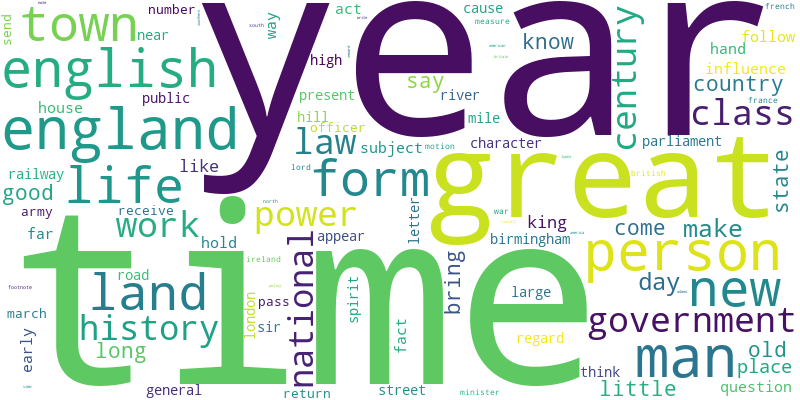 year
time
great
town
english
england
life
century
class
law
form
person
new
government
man
land
history
national
work
power
good
number
act
cause
way
near
send
high
know
say
river
present
hill
officer
mile
subject
character
parliament
country
influence
hand
follow
french
measure
south
france
house
public
railway
like
army
receive
far
hold
road
appear
letter
king
birmingham
come
make
state
day
bring
war
north
lord
motion
british
ireland
pass
sir
london
spirit
fact
large
regard
think
old
place
little
question
minister
street
return
general
long
early
march
footnote